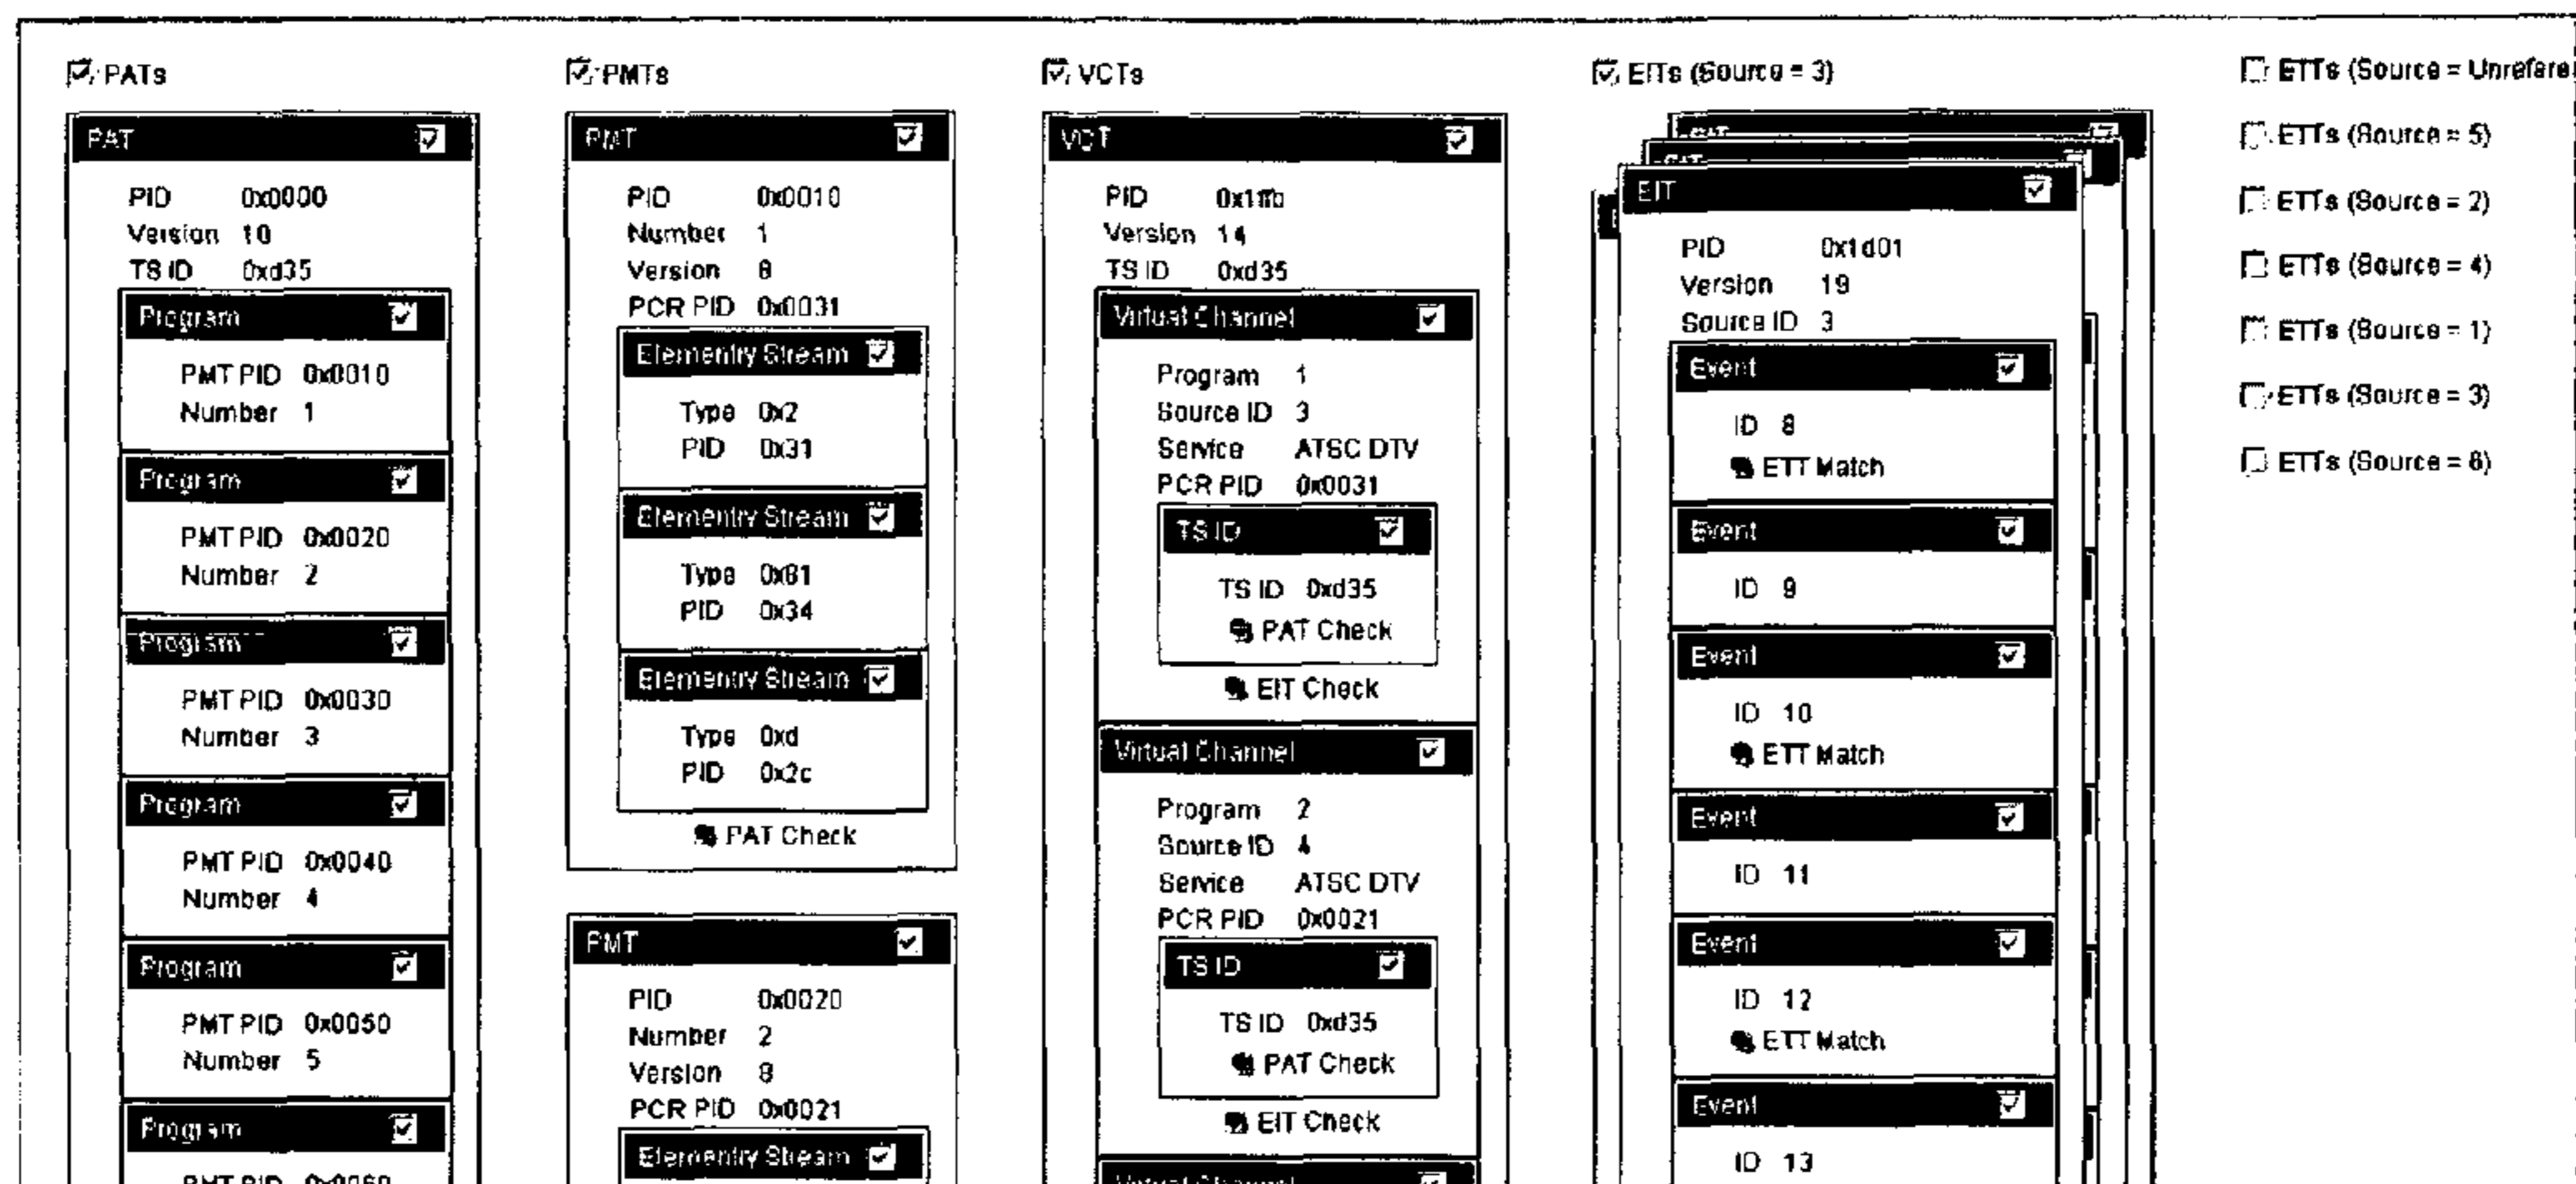 PATs
PAT
PID 0x0000
Version 10
TS ID 0xd35
Program
PMT PID 0x0010
Number 1
Program
PMT PID 0x0020
Number 2
Program
PMT PID 0x0030
Number 3
Program
PMT PID 0x0040
Number 4
Program
PMT PID 0x0050
Number 5
Program
PMT PID 0x0060
PMTs
PMT
PID 0x0010
Number 1
Version 8
PCR PID 0x0031
Elementry Stream
Type 0x2
PID 0x31
Elementry Stream
Type 0x81
PID 0x34
Elementry Stream
Type 0xd
PID 0x2c
PAT Check
PMT
PID 0x0020
Number 2
Version 8
PCR PID 0x0021
Elementry Stream
VCTs
VCT
PID 0x1ffb
Version 14
TS ID 0xd35
Virtual Channel
Program 1
Source ID 3
Service ATSC DTV
PCR PID 0x0031
TS ID
TS ID 0xd35
PAT Check
EIT Check
Virtual Channel
Program 2
Source ID 4
Service ATSC DTV
PCR PID 0x0021
TS ID
TS ID 0xd35
PAT Check
EIT Check
Virtual Channel
EITs (Source = 3)
EIT
PID 0x1d01
Version 19
Source ID 3
Event
ID 8
ETT Match
Event
ID 9
Event
ID 10
ETT Match
Event
ID 11
Event
ID 12
ETT Match
Event
ID 13
ETTs (Source = Unrefere
ETTs (Source = 5)
ETTs (Source = 2)
ETTs (Source = 4)
ETTs (Source = 1)
ETTs (Source = 3)
ETTs (Source = 6)